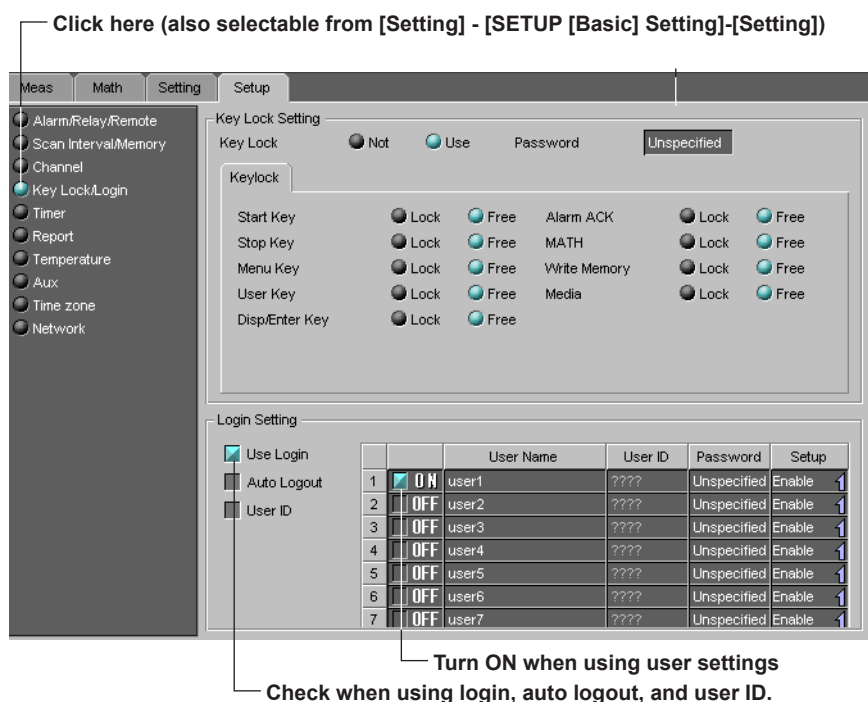 Click here (also selectable from [Setting] - [SETUP [Basic] Setting]-[Setting])
Meas Math Setting Setup
Alarm/Relay/Remote
Scan Interval/Memory
Channel
Key Lock/Login
Timer
Report
Temperature
Aux
Time zone
Network
Key Lock Setting
Key Lock Not Use Password Unspecified
Keylock
Start Key Lock Free Alarm ACK Lock Free
Stop Key Lock Free MATH Lock Free
Menu Key Lock Free Write Memory Lock Free
User Key Lock Free Media Lock Free
Disp/Enter Key Lock Free
Login Setting
Use Login
Auto Logout
User ID
User Name User ID Password Setup
1 ON user1 ???? Unspecified Enable
2 OFF user2 ???? Unspecified Enable
3 OFF user3 ???? Unspecified Enable
4 OFF user4 ???? Unspecified Enable
5 OFF user5 ???? Unspecified Enable
6 OFF user6 ???? Unspecified Enable
7 OFF user7 ???? Unspecified Enable
Turn ON when using user settings
Check when using login, auto logout, and user ID.